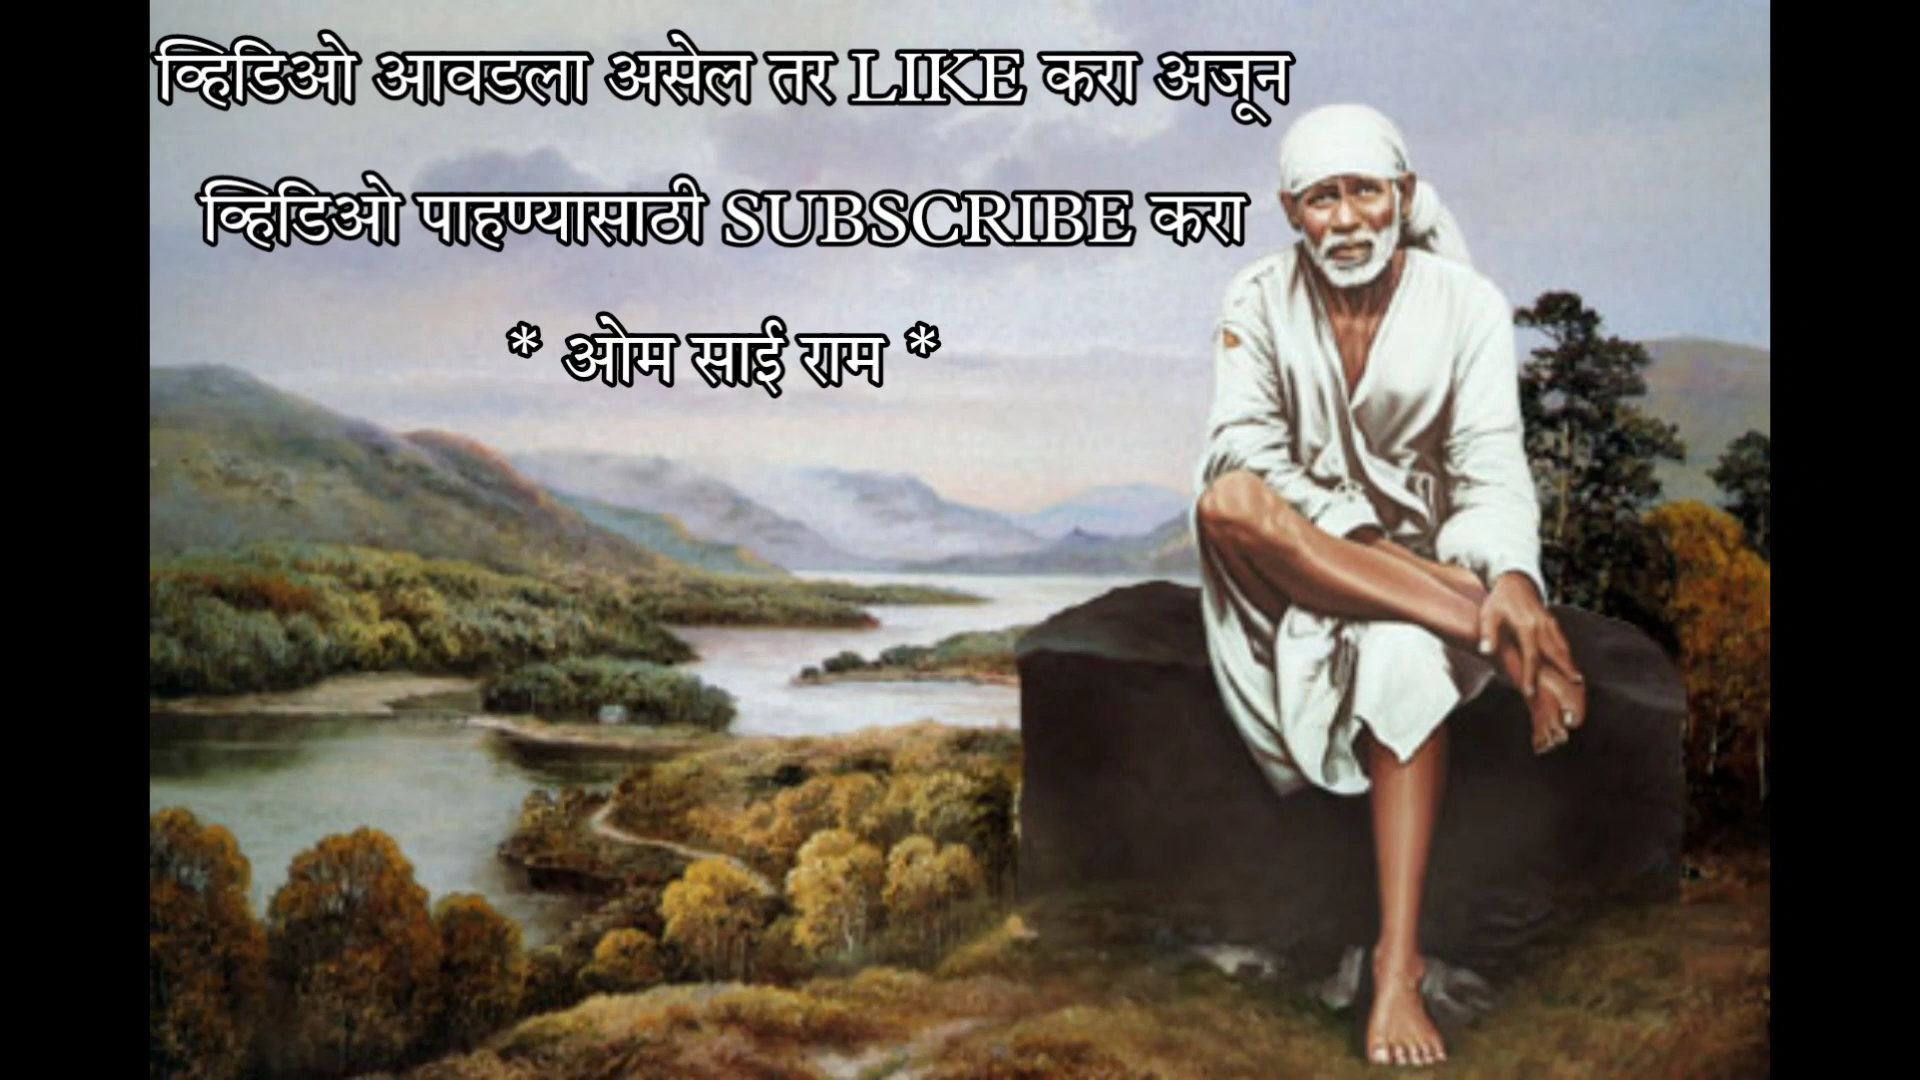 व्हिडिओ आवडला असेल तर LIKE करा अजून
व्हिडिओ पाहण्यासाठी SUBSCRIBE करा
* ओम साई राम *